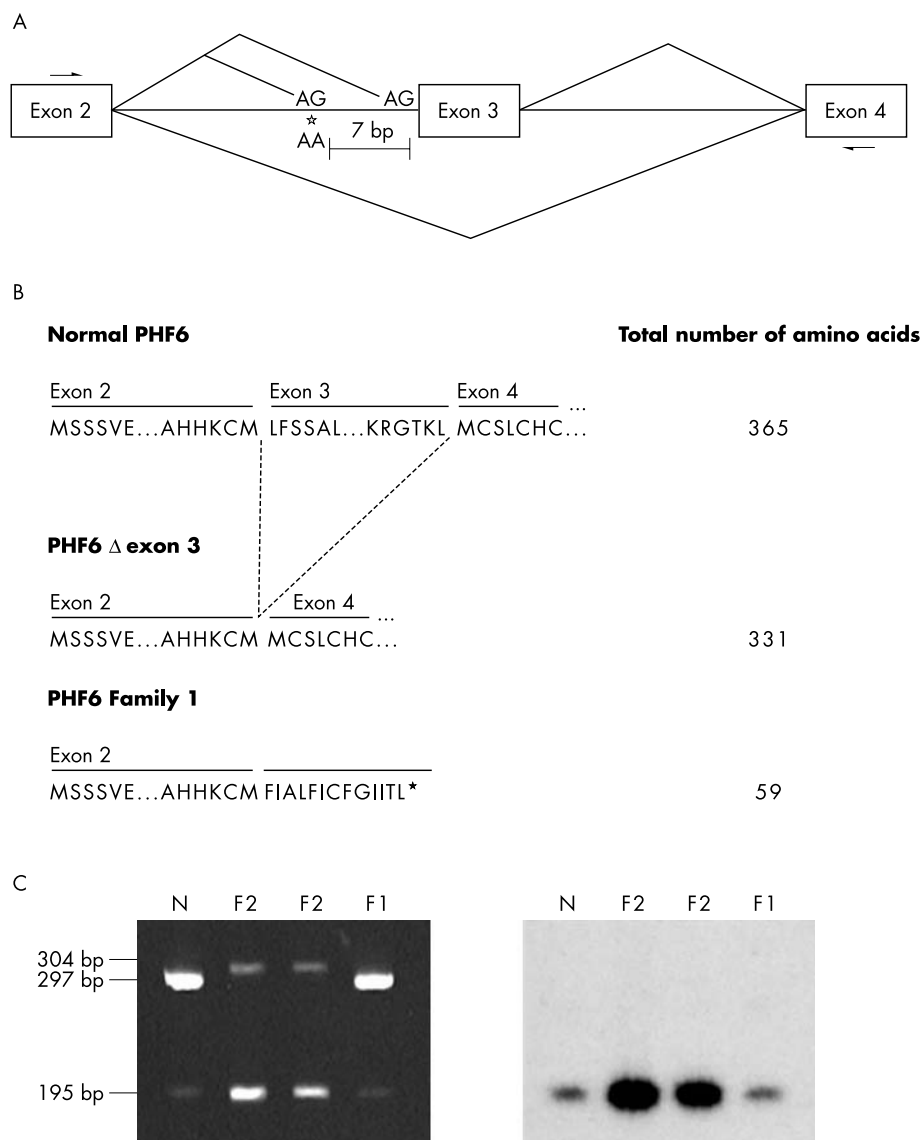 A
Exon 2
AG
AG
Exon 3
Exon 4
☆
AA
7 bp
B
Normal PHF6 Total number of amino acids
Exon 2 Exon 3 Exon 4
MSSSVE...AHHKCM LFSSAL...KRGTKL MCSLCHC... 365
...
PHF6 Δ exon 3
Exon 2 Exon 4 ...
MSSSVE...AHHKCM MCSLCHC... 331
PHF6 Family 1
Exon 2
MSSSVE...AHHKCM FIALFICFGIITL★ 59
C
N F2 F2 F1 N F2 F2 F1
304 bp
297 bp
195 bp